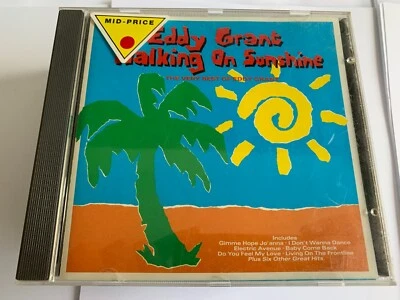 MID-PRICE
Eddy Grant
Walking On Sunshine
THE VERY BEST OF EDDY GRANT
Includes
Gimme Hope Jo'anna · I Don't Wanna Dance
Electric Avenue · Baby Come Back
Do You Feel My Love · Living On The Frontline
Plus Six Other Great Hits